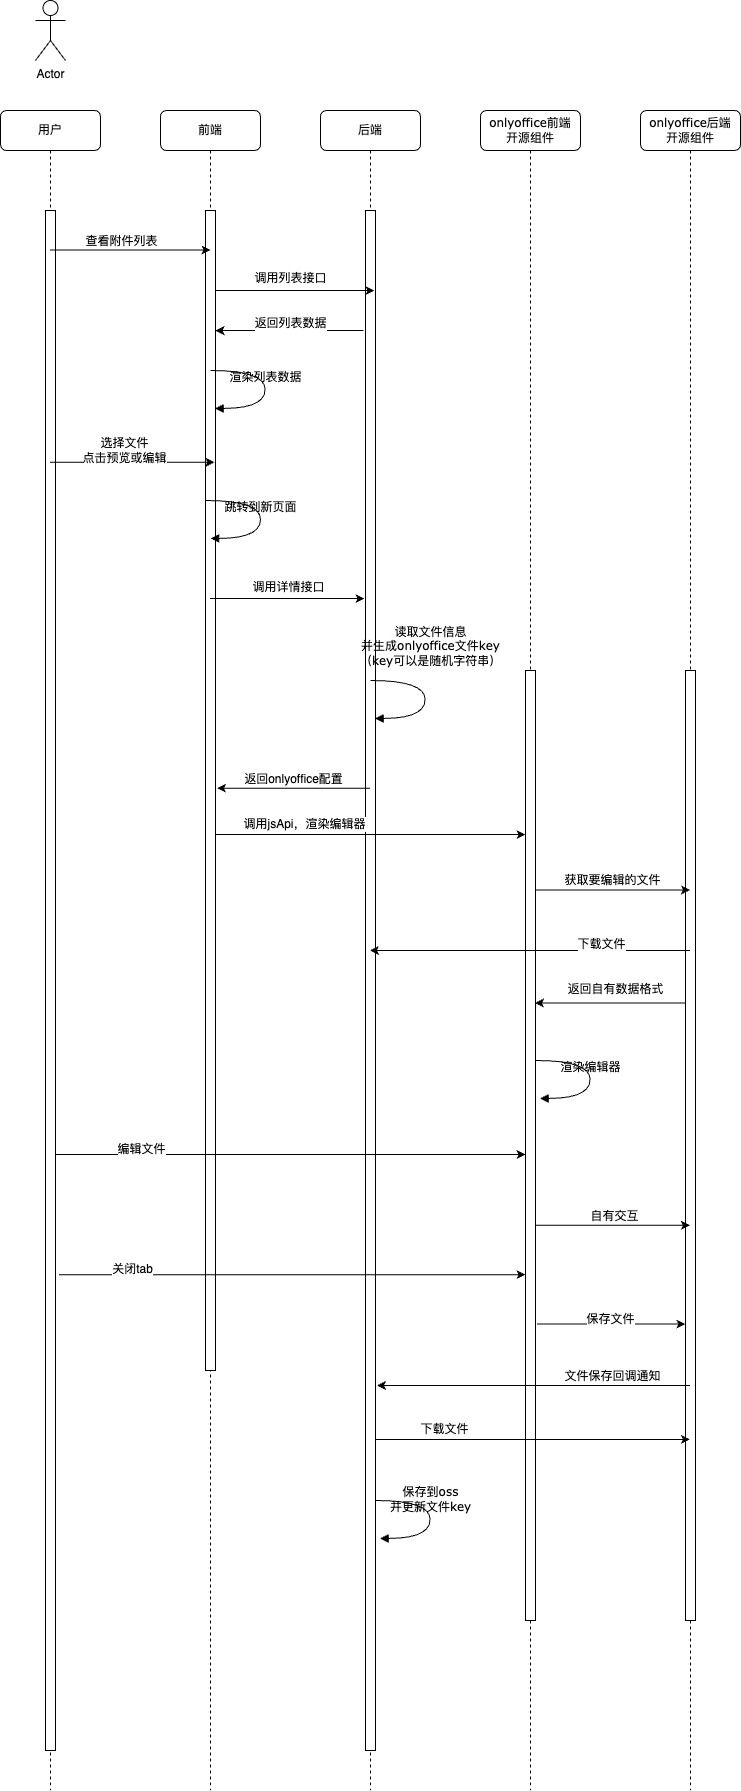 Actor
用户
前端
后端
onlyoffice前端
开源组件
onlyoffice后端
开源组件
查看附件列表
调用列表接口
返回列表数据
渲染列表数据
选择文件
点击预览或编辑
跳转到新页面
调用详情接口
读取文件信息
并生成onlyoffice文件key
（key可以是随机字符串）
返回onlyoffice配置
调用jsApi，渲染编辑器
获取要编辑的文件
下载文件
返回自有数据格式
渲染编辑器
编辑文件
自有交互
关闭tab
保存文件
文件保存回调通知
下载文件
保存到oss
并更新文件key